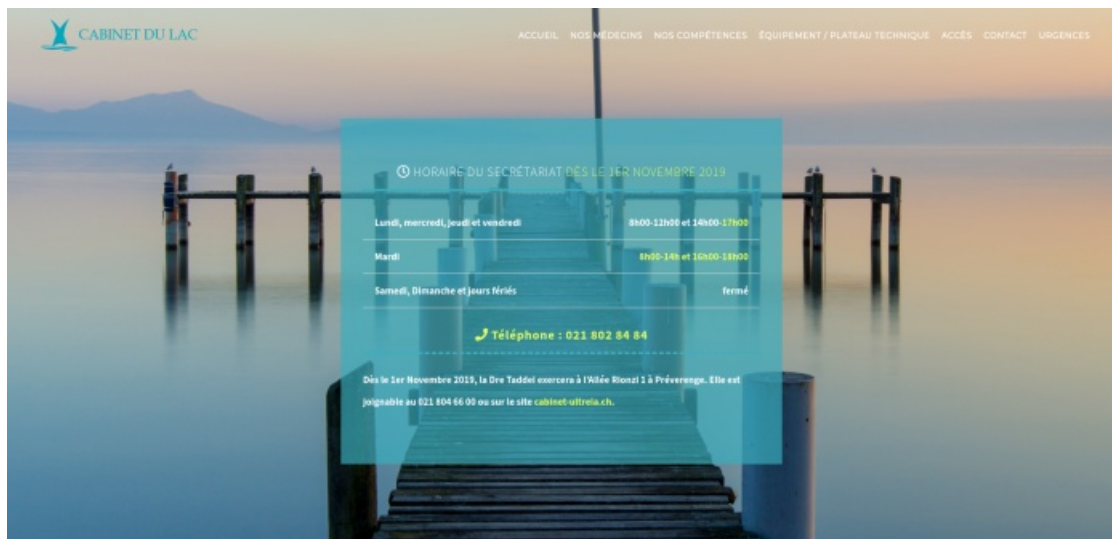 CABINET DU LAC
ACCUEIL NOS MÉDECINS NOS COMPÉTENCES ÉQUIPEMENT / PLATEAU TECHNIQUE ACCÈS CONTACT URGENCES
HORAIRE DU SECRÉTARIAT DÈS LE 1ER NOVEMBRE 2019
Lundi, mercredi, jeudi et vendredi 8h00-12h00 et 14h00-17h00
Mardi 8h00-14h et 16h00-18h00
Samedi, Dimanche et jours fériés fermé
Téléphone : 021 802 84 84
Dès le 1er Novembre 2019, la Dre Taddei exercera à l'Allée Rionzi 1 à Préverenge. Elle est
joignable au 021 804 66 00 ou sur le site cabinet-ultreia.ch.